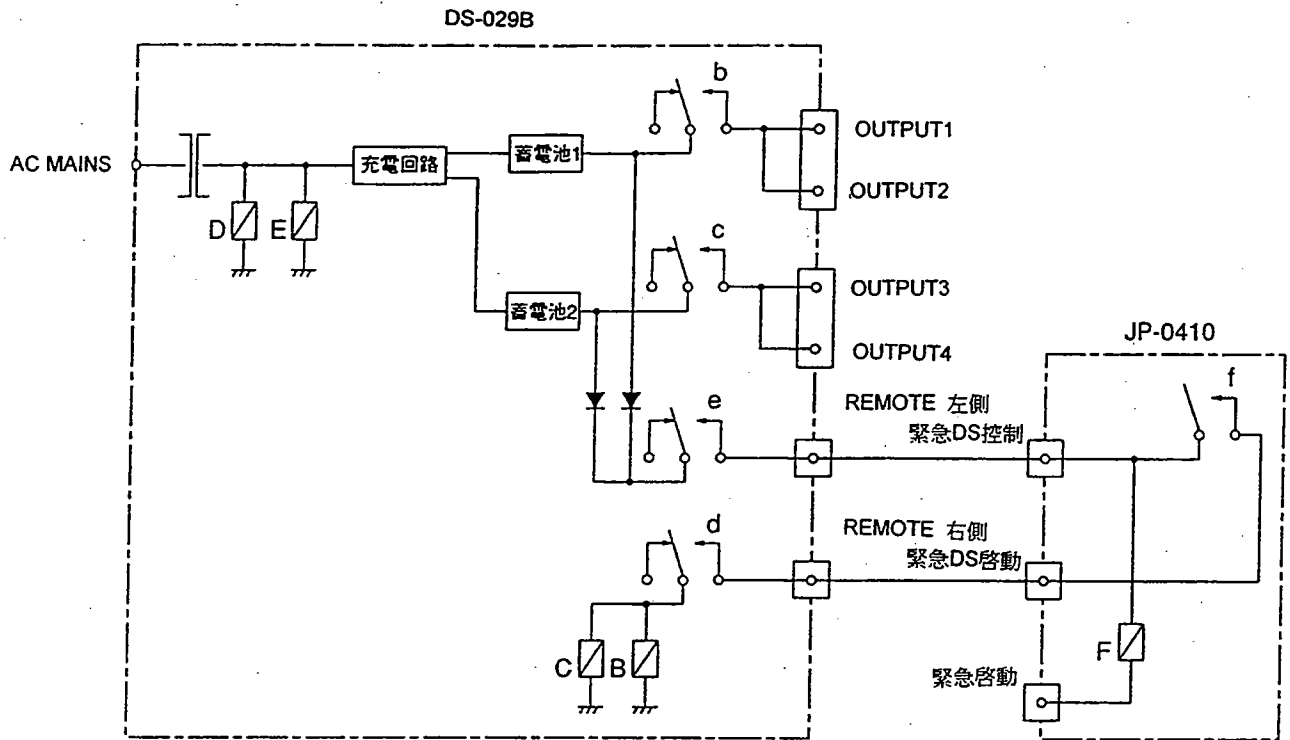 DS-029B
b
OUTPUT1
AC MAINS
充電回路
蓄電池1
OUTPUT2
D
E
c
OUTPUT3
蓄電池2
OUTPUT4
JP-0410
f
e
REMOTE 左側
緊急DS控制
d
REMOTE 右側
緊急DS啓動
C
B
F
緊急啓動